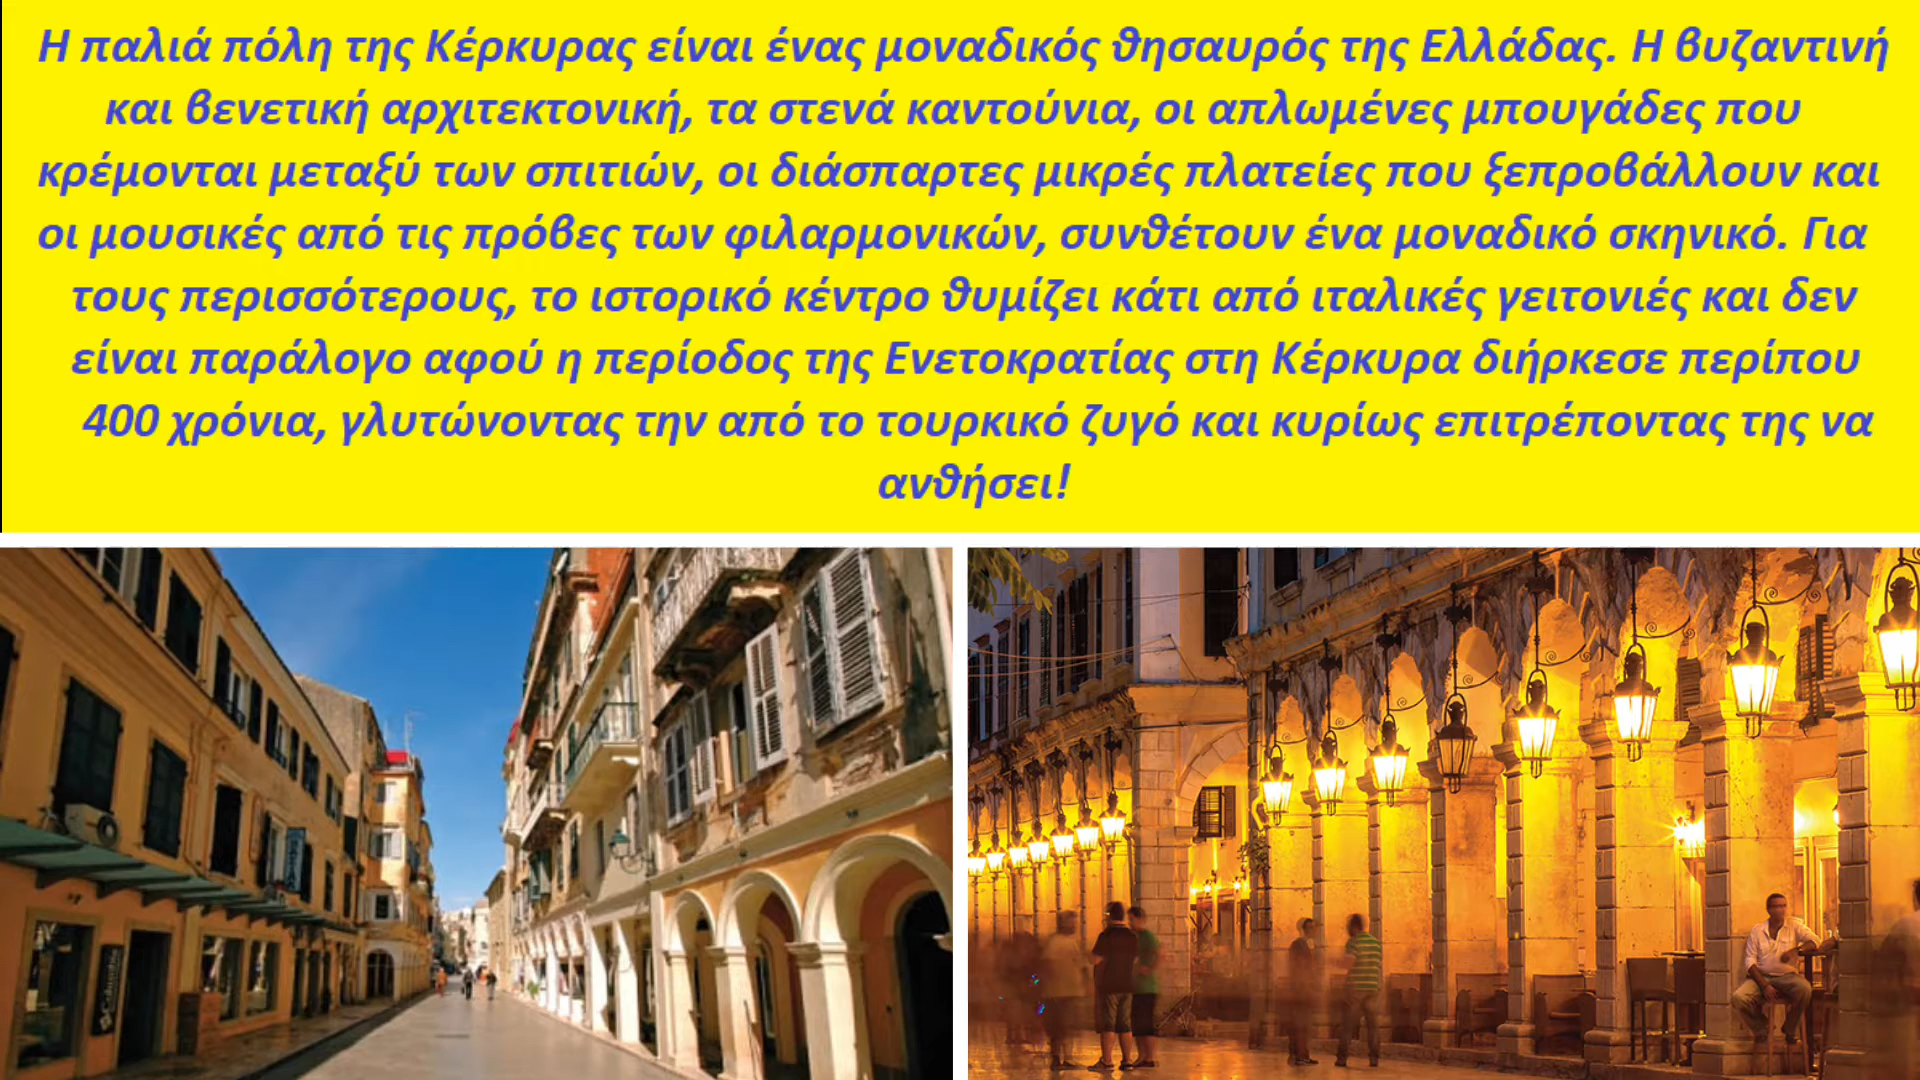 Η παλιά πόλη της Κέρκυρας είναι ένας μοναδικός θησαυρός της Ελλάδας. Η βυζαντινή
και βενετική αρχιτεκτονική, τα στενά καντούνια, οι απλωμένες μπουγάδες που
κρέμονται μεταξύ των σπιτιών, οι διάσπαρτες μικρές πλατείες που ξεπροβάλλουν και
οι μουσικές από τις πρόβες των φιλαρμονικών, συνθέτουν ένα μοναδικό σκηνικό. Για
τους περισσότερους, το ιστορικό κέντρο θυμίζει κάτι από ιταλικές γειτονιές και δεν
είναι παράλογο αφού η περίοδος της Ενετοκρατίας στη Κέρκυρα διήρκεσε περίπου
400 χρόνια, γλυτώνοντας την από το τουρκικό ζυγό και κυρίως επιτρέποντας της να
ανθήσει!
Columbia